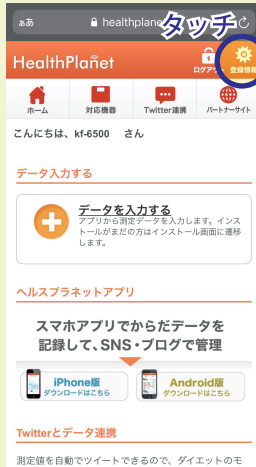 ぁあ
healthplane
タッチ
HealthPlanet
ログアウ
登録情報
ホーム
対応機器
Twitter連携
パートナーサイト
こんにちは、kf-6500 さん
データ入力する
データを入力する
アプリから測定データを入力します。インス
トールがまだの方はインストール画面に遷移
します。
ヘルスプラネットアプリ
スマホアプリでからだデータを
記録して、SNS・ブログで管理
iPhone版
ダウンロードはこちら
Android版
ダウンロードはこちら
Twitterとデータ連携
測定値を自動でツイートできるので、ダイエットのモ